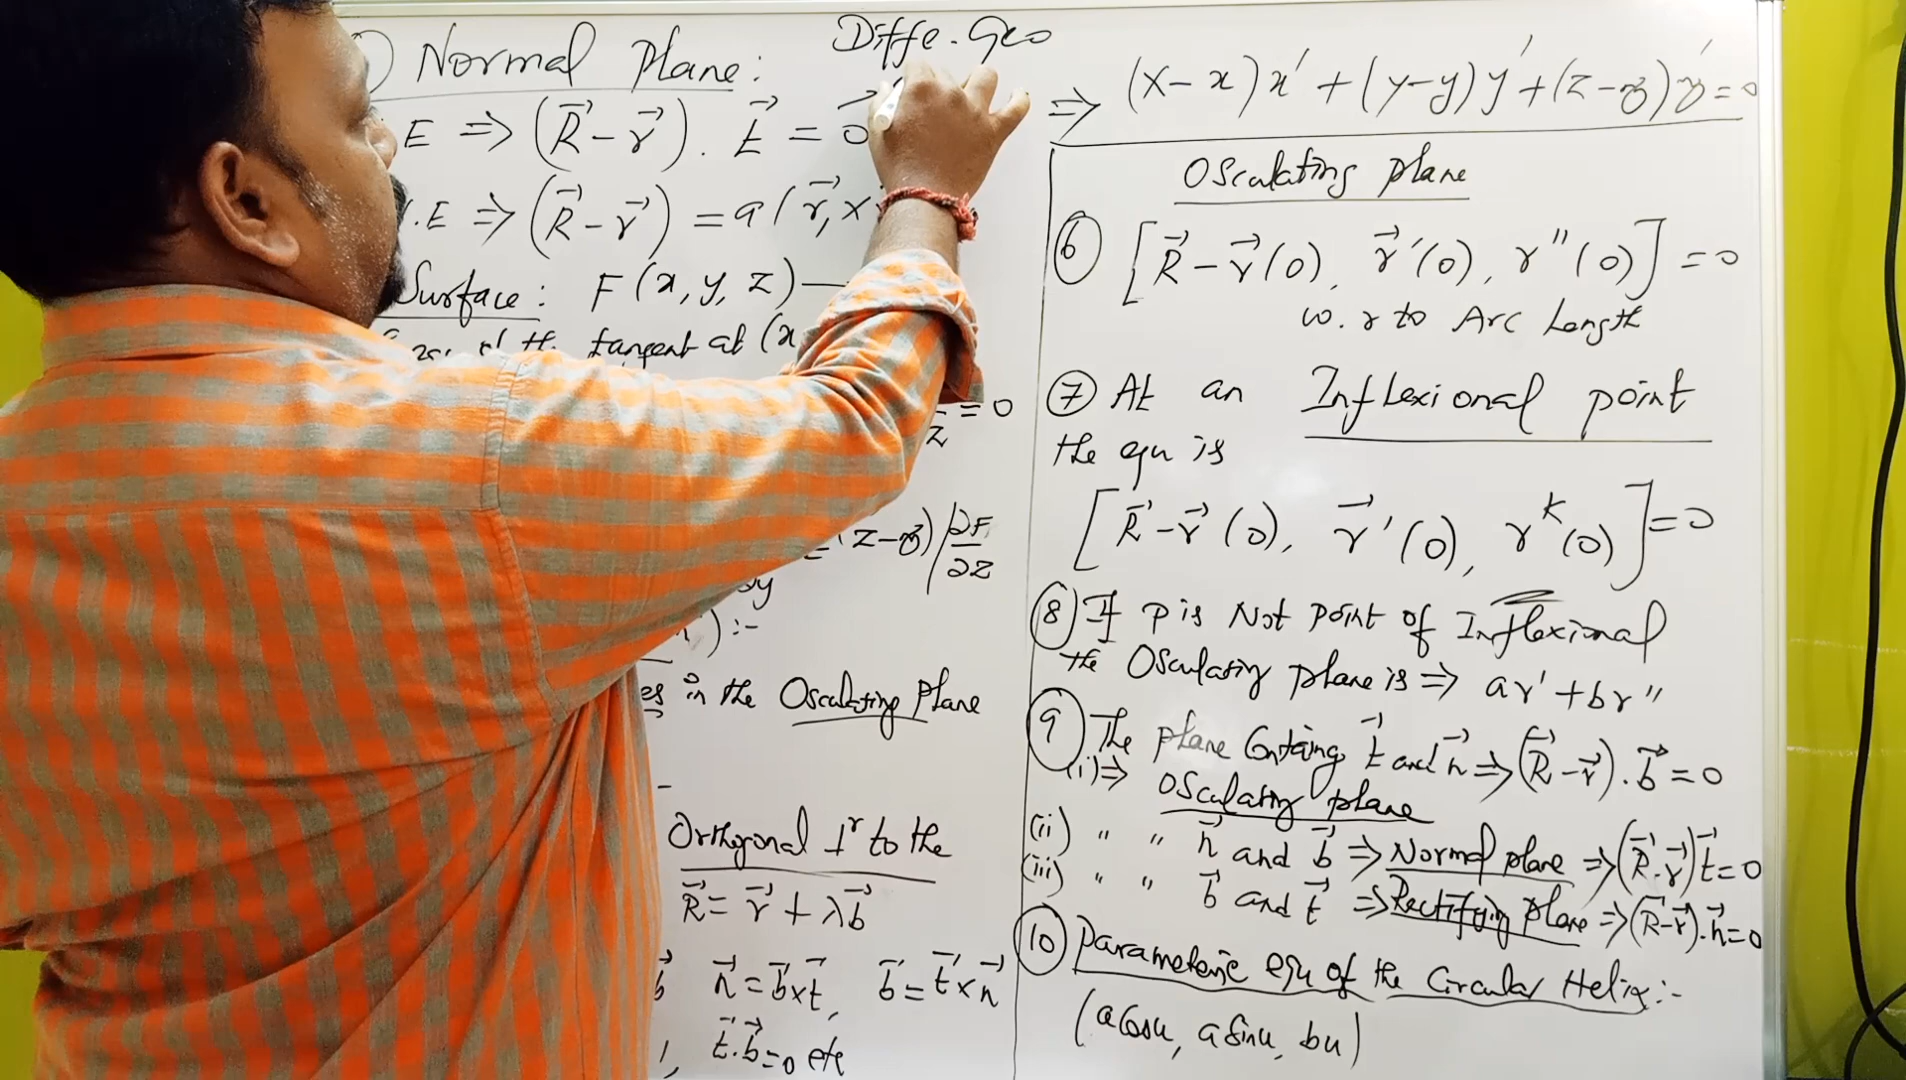 Diffe. Geo
) Normal Plane:
E ⇒ (R⃗ - r⃗). t⃗ = 0⃗
.E ⇒ (R⃗ - r⃗) = a(r⃗, x
Surface: F(x, y, z) —
the tangent at (x
= 0
z
(z - z) / ∂F/∂z
y
) :-
es in the Osculating Plane
-
Orthogonal ⊥r to the
R⃗ = r⃗ + λb⃗
b⃗ n⃗ = b⃗ x t⃗, b⃗ = t⃗ x n⃗
, t⃗.b⃗ = 0 etc
⇒ (x - x) x' + (y - y) y' + (z - z) z' = 0
Osculating plane
⑥ [R⃗ - r⃗(0), r⃗'(0), r''(0)] = 0
w. r to Arc Length
⑦ At an Inflexional point
the equ is
[R⃗ - r⃗(0), r⃗'(0), r^K(0)] = 0
⑧ If P is Not point of Inflexional
the Osculating plane is ⇒ ar' + br''
⑨ The plane Containg t⃗ and n⃗ ⇒ (R⃗ - r⃗). b⃗ = 0
(i) ⇒ Osculating plane
(ii) " " n⃗ and b⃗ ⇒ Normal plane ⇒ (R⃗ - r⃗) t⃗ = 0
(iii) " " b⃗ and t⃗ ⇒ Rectifying plane ⇒ (R⃗ - r⃗). n⃗ = 0
⑩ parameteric equ of the Circular Helix:-
(a cosu, a sinu, bu)